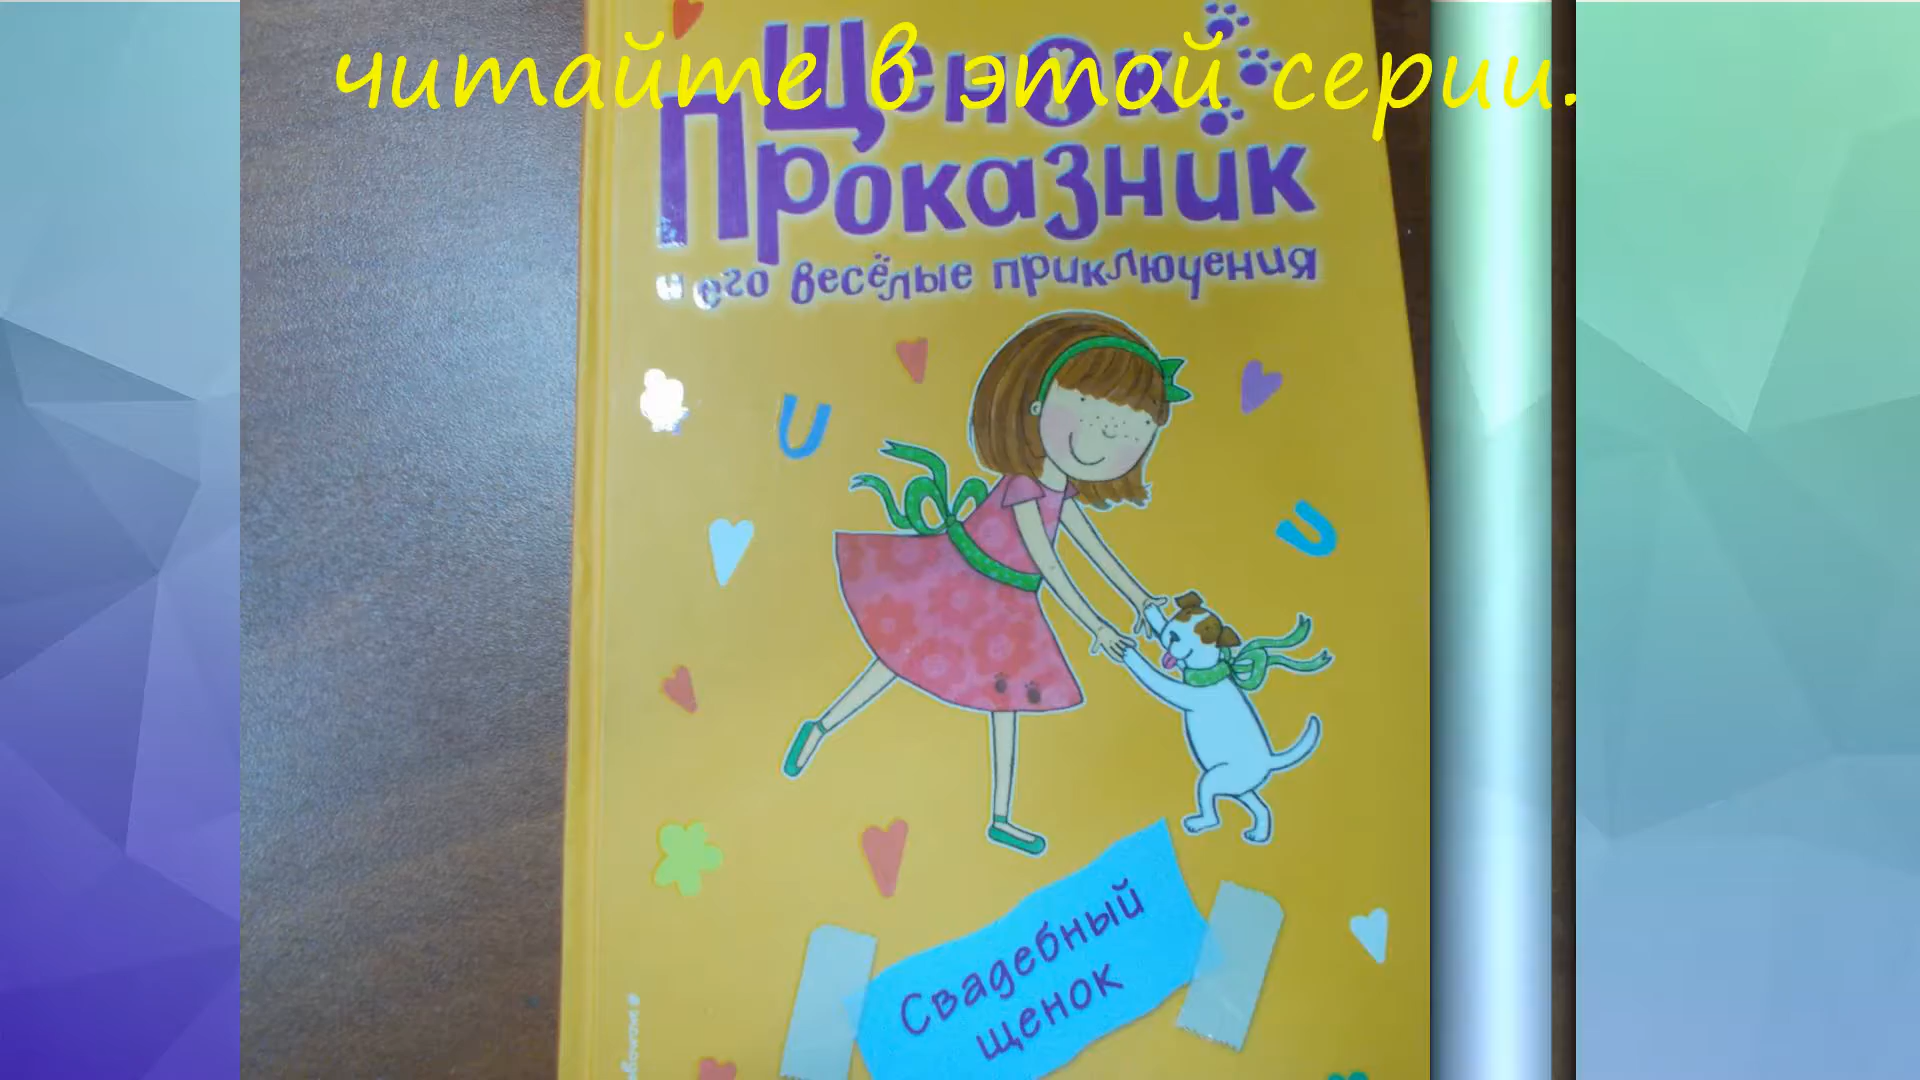 читайте в этой серии.
Щенок
Проказник
и его весёлые приключения
Свадебный
щенок